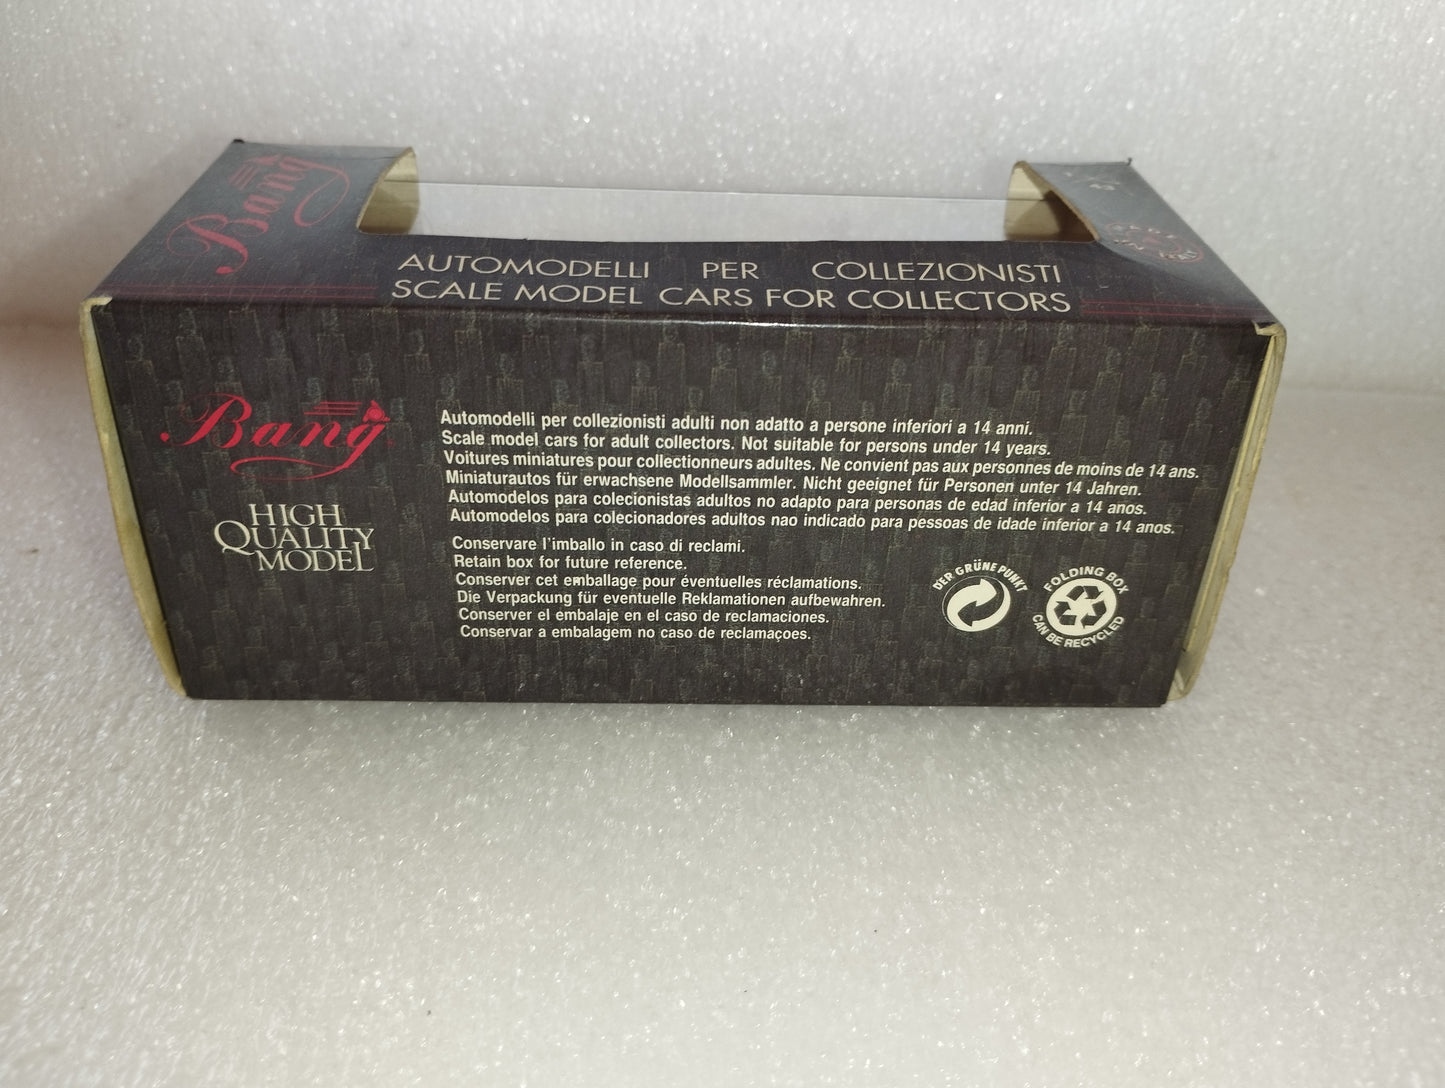 Bang
AUTOMODELLI PER COLLEZIONISTI
SCALE MODEL CARS FOR COLLECTORS
Bang
HIGH
QUALITY
MODEL
Automodelli per collezionisti adulti non adatto a persone inferiori a 14 anni.
Scale model cars for adult collectors. Not suitable for persons under 14 years.
Voitures miniatures pour collectionneurs adultes. Ne convient pas aux personnes de moins de 14 ans.
Miniaturautos für erwachsene Modellsammler. Nicht geeignet für Personen unter 14 Jahren.
Automodelos para colecionistas adultos no adapto para personas de edad inferior a 14 anos.
Automodelos para colecionadores adultos nao indicado para pessoas de idade inferior a 14 anos.
Conservare l'imballo in caso di reclami.
Retain box for future reference.
Conserver cet emballage pour éventuelles réclamations.
Die Verpackung für eventuelle Reklamationen aufbewahren.
Conserver el embalaje en el caso de reclamaciones.
Conservar a embalagem no caso de reclamaçoes.
DER GRÜNE PUNKT
FOLDING BOX
CAN BE RECYCLED